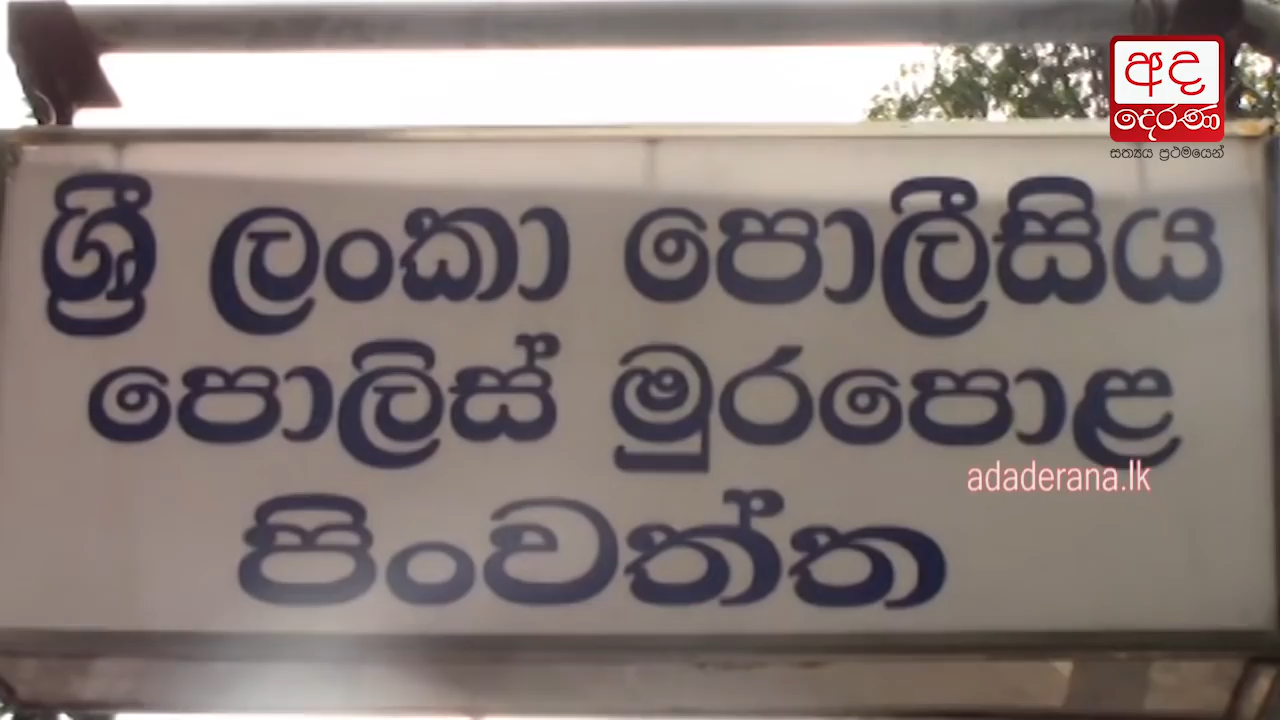 අද
දෙරණ
සත්‍යය ප්‍රථමයෙන්
ශ්‍රී ලංකා පොලීසිය
පොලිස් මුරපොළ
adaderana.lk
පිංවත්ත